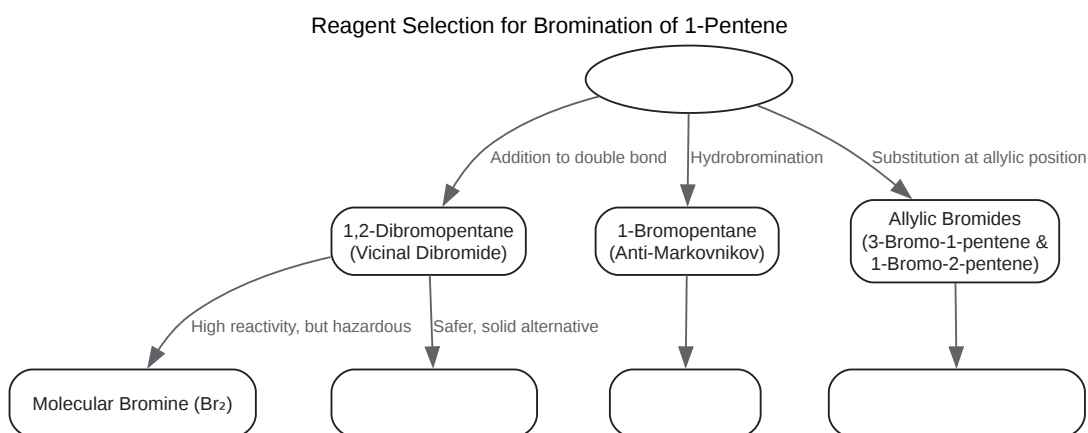 Reagent Selection for Bromination of 1-Pentene
Addition to double bond
Hydrobromination
Substitution at allylic position
1,2-Dibromopentane
(Vicinal Dibromide)
1-Bromopentane
(Anti-Markovnikov)
Allylic Bromides
(3-Bromo-1-pentene &
1-Bromo-2-pentene)
High reactivity, but hazardous
Safer, solid alternative
Molecular Bromine (Br₂)